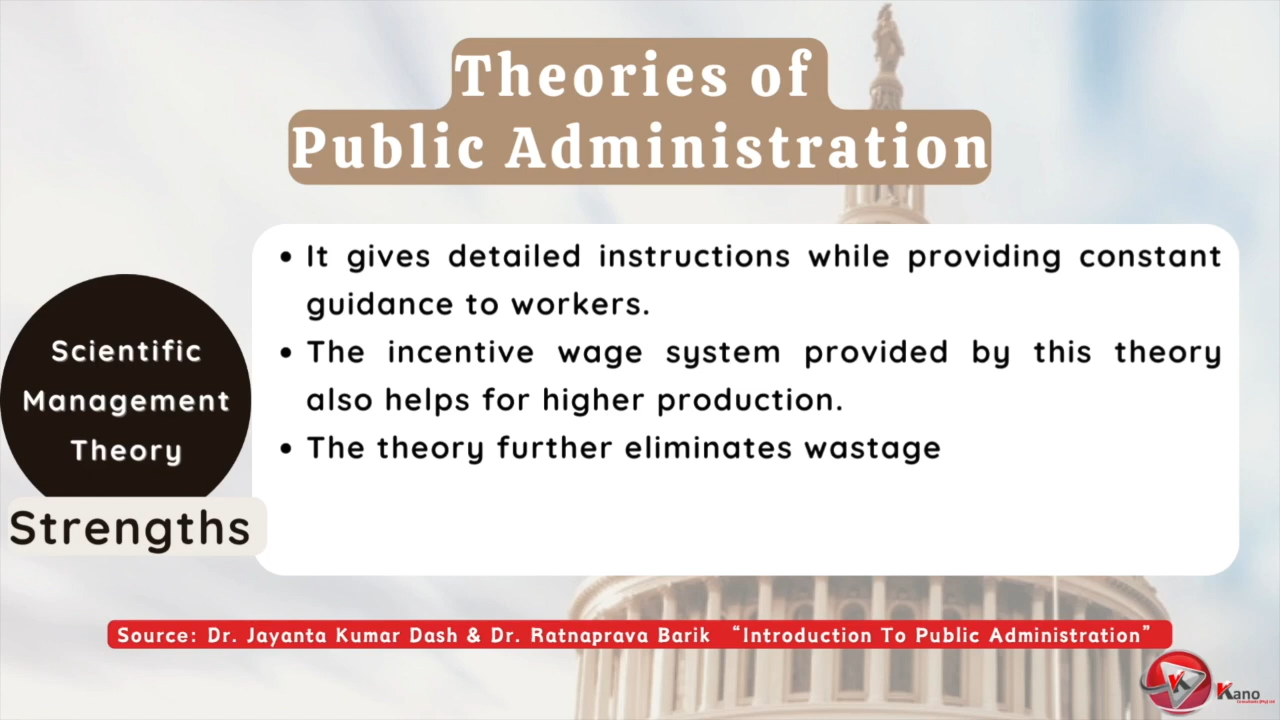 Theories of
Public Administration
Scientific
Management
Theory
Strengths
• It gives detailed instructions while providing constant
guidance to workers.
• The incentive wage system provided by this theory
also helps for higher production.
• The theory further eliminates wastage
Source: Dr. Jayanta Kumar Dash & Dr. Ratnaprava Barik “Introduction To Public Administration”
K Kano